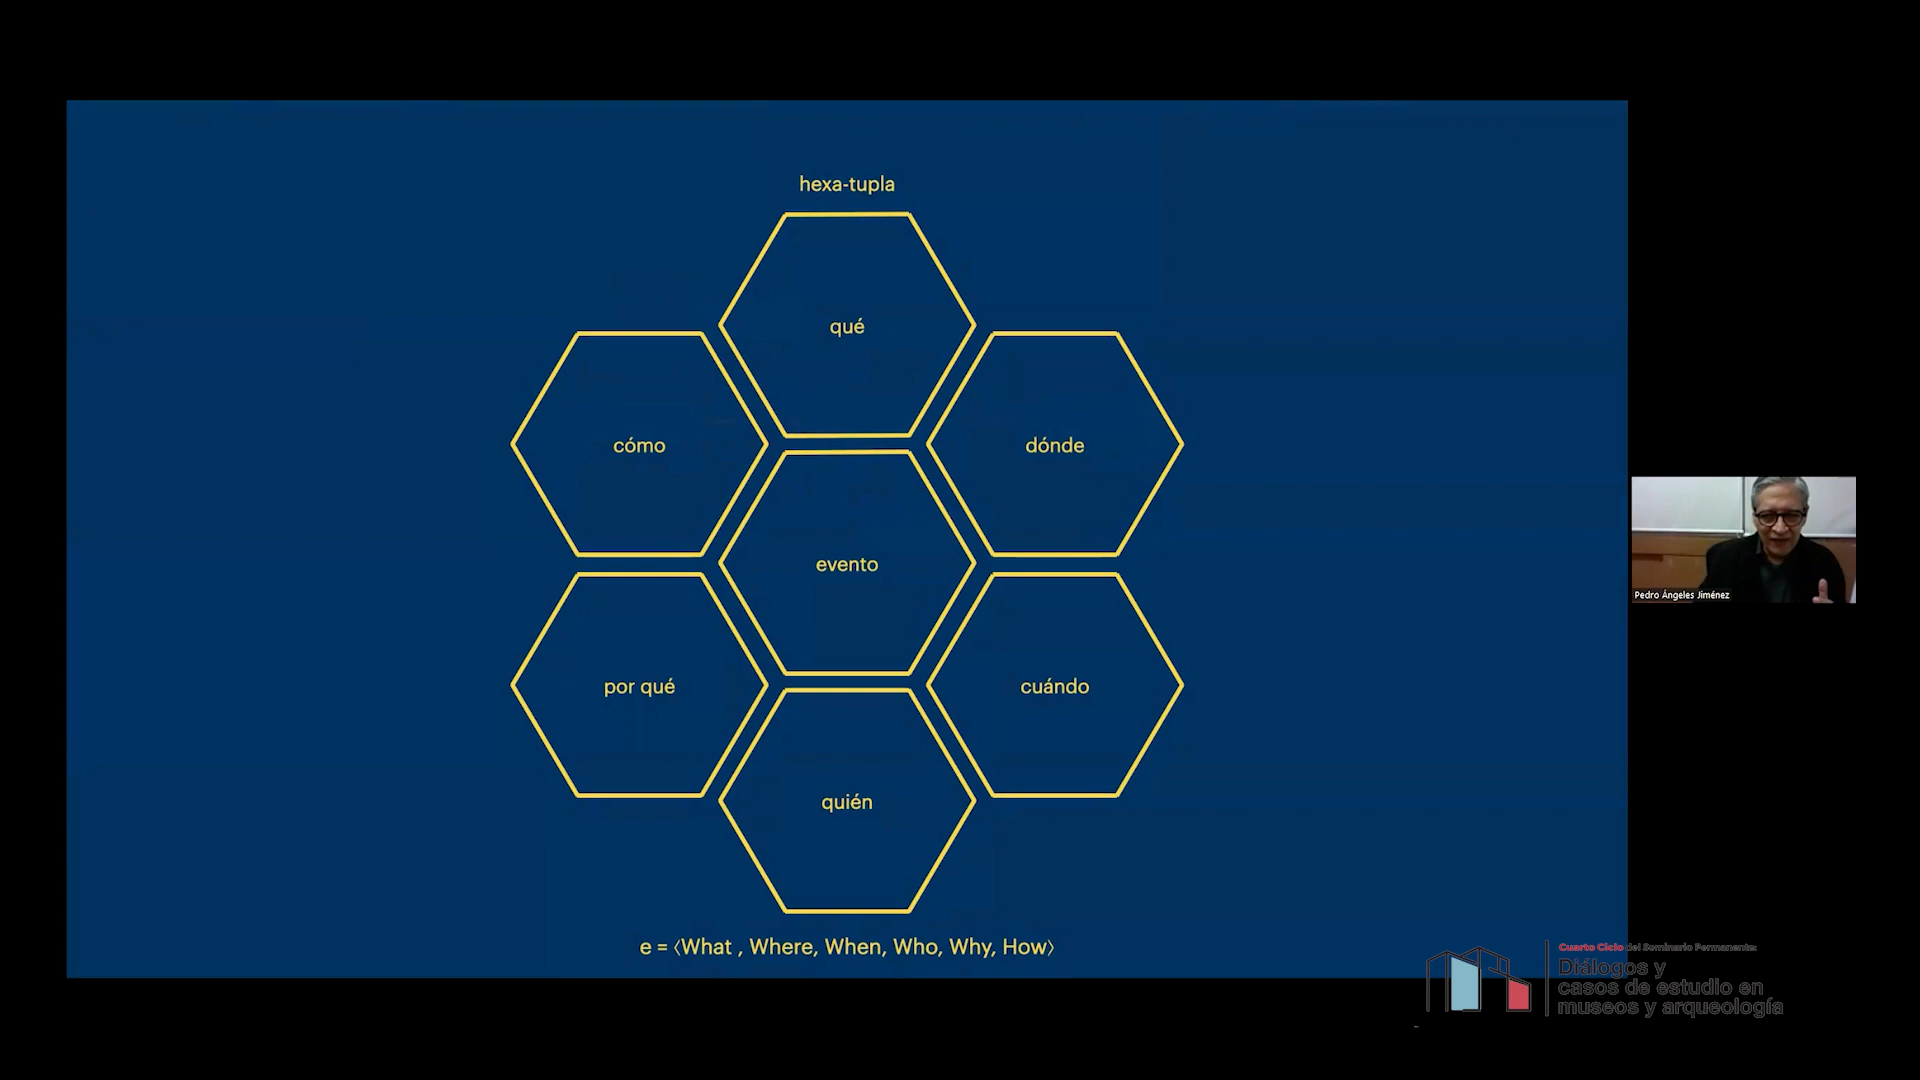 hexa-tupla
qué
cómo
dónde
evento
por qué
cuándo
quién
e = ⟨What , Where, When, Who, Why, How⟩
Pedro Ángeles Jiménez
Cuarto Ciclo del Seminario Permanente:
Diálogos y
casos de estudio en
museos y arqueología